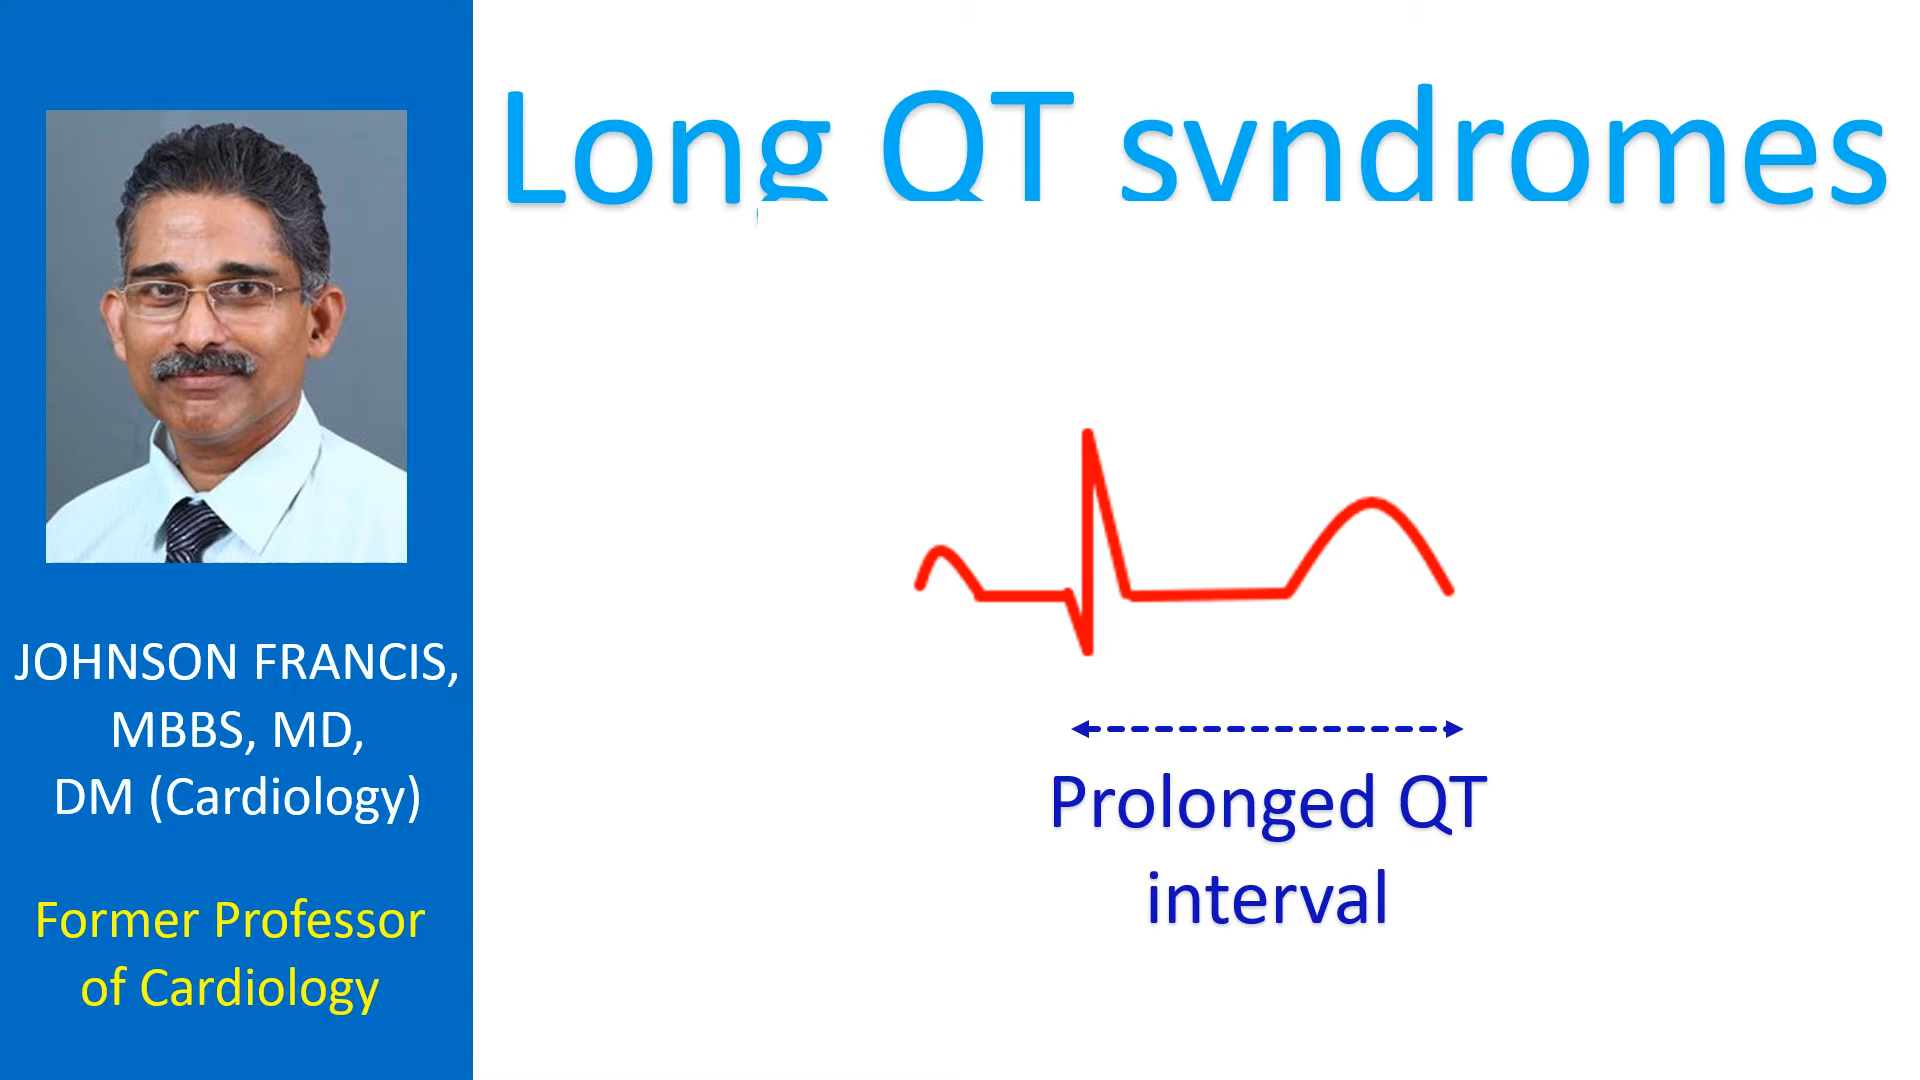 Long QT syndromes
JOHNSON FRANCIS,
MBBS, MD,
DM (Cardiology)
Former Professor
of Cardiology
Prolonged QT
interval